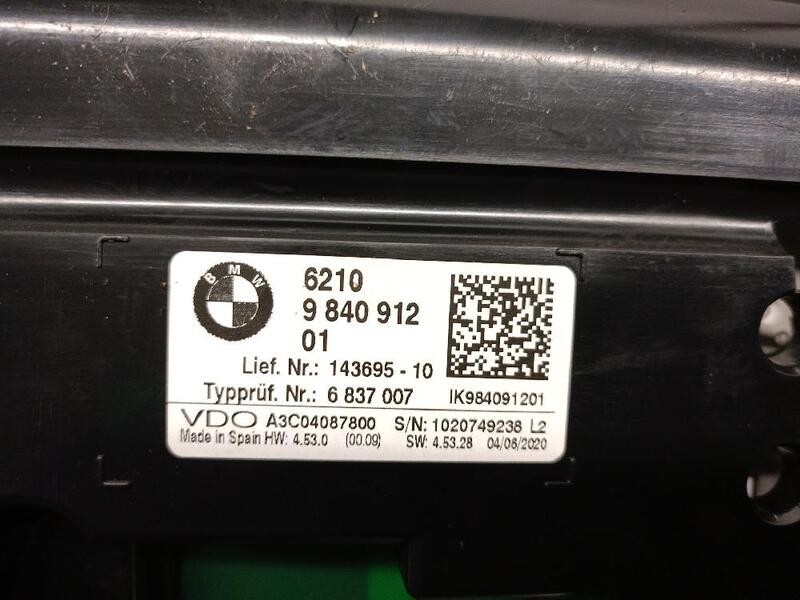 BMW
6210
9 840 912
01
Lief. Nr.: 143695 - 10
Typprüf. Nr.: 6 837 007
IK984091201
VDO A3C04087800 S/N: 1020749238 L2
Made in Spain HW: 4.53.0 (00.09) SW: 4.53.28 04/06/2020